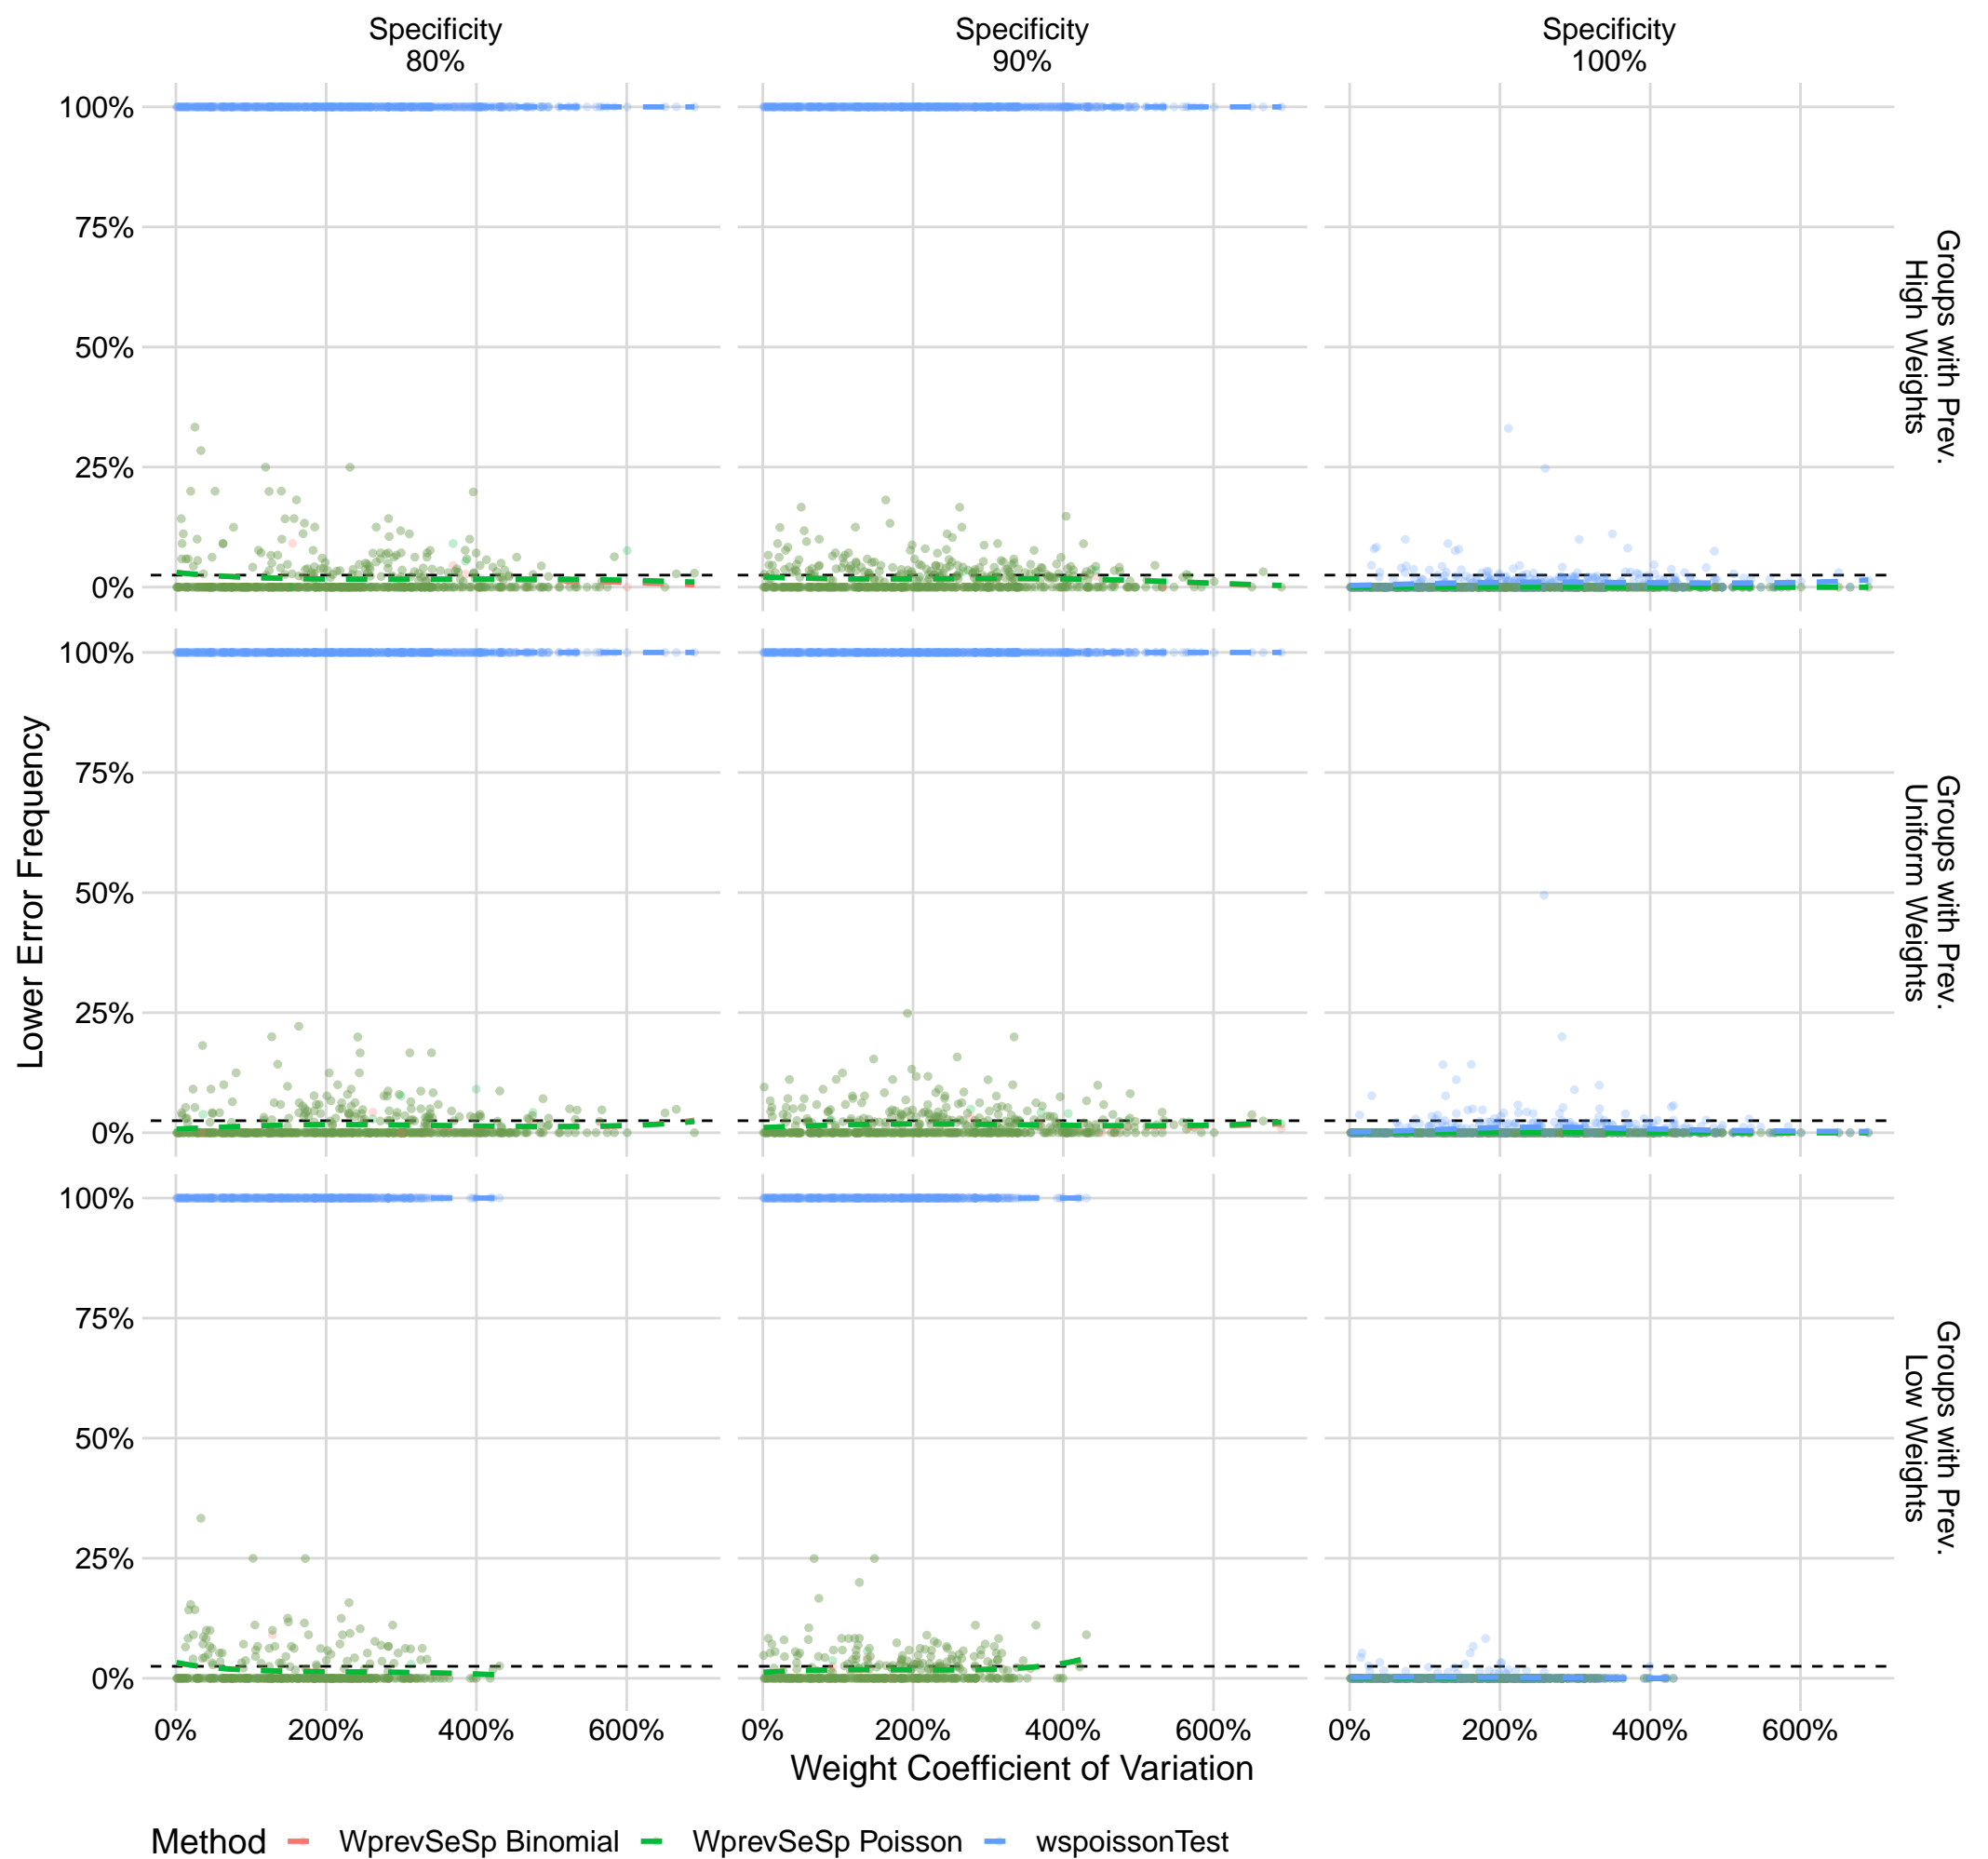 Specificity
80%
Specificity
90%
Specificity
100%
Lower Error Frequency
100%
75%
50%
25%
0%
Groups with Prev.
High Weights
100%
75%
50%
25%
0%
Groups with Prev.
Uniform Weights
100%
75%
50%
25%
0%
Groups with Prev.
Low Weights
0% 200% 400% 600%
0% 200% 400% 600%
0% 200% 400% 600%
Weight Coefficient of Variation
Method WprevSeSp Binomial WprevSeSp Poisson wspoissonTest